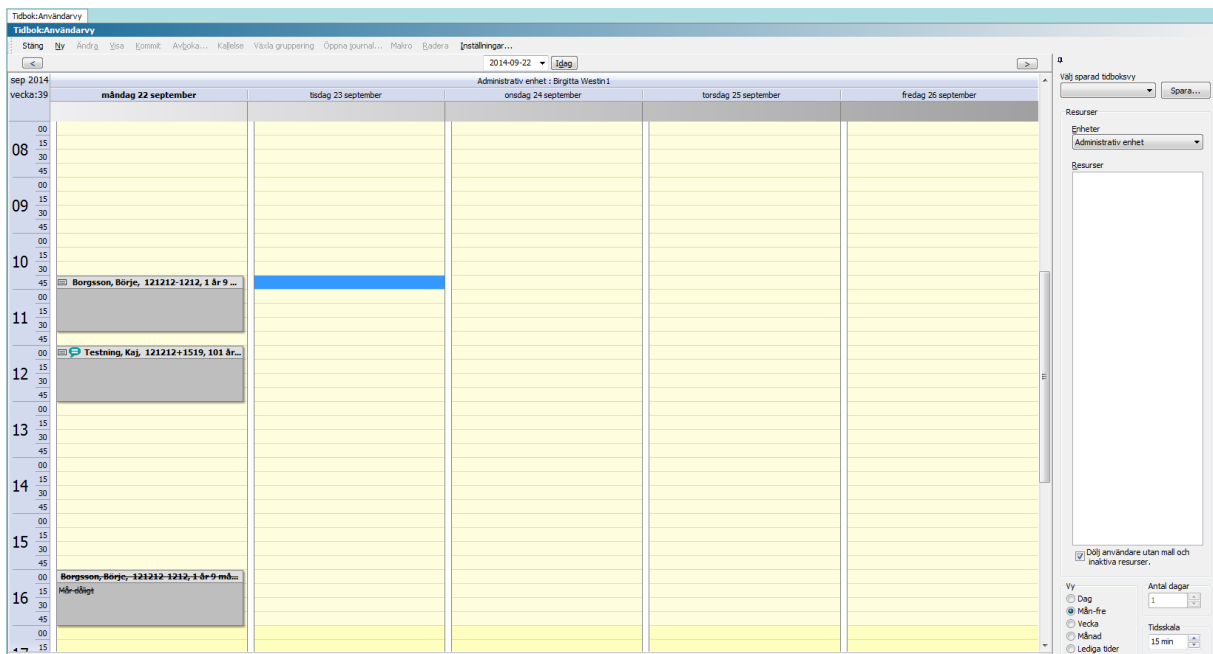 Tidbok:Användarvy
Tidbok:Användarvy
Stäng Ny Ändra Visa Kommit Avboka... Kallelse Växla gruppering Öppna journal... Makro Radera Inställningar...
< 2014-09-22 Idag >
sep 2014 Administrativ enhet : Birgitta Westin1
vecka:39 måndag 22 september tisdag 23 september onsdag 24 september torsdag 25 september fredag 26 september
00
08 15
30
45
00
09 15
30
45
00
10 15
30
45 Borgsson, Börje, 121212-1212, 1 år 9 ...
00
11 15
30
45
00 Testning, Kaj, 121212+1519, 101 år...
12 15
30
45
00
13 15
30
45
00
14 15
30
45
00
15 15
30
45
00 Borgsson, Börje, 121212-1212, 1 år 9 må...
16 15 Mår dåligt
30
45
00
17 15
Välj sparad tidboksvy
Spara...
Resurser
Enheter
Administrativ enhet
Resurser
Dölj användare utan mall och
inaktiva resurser.
Vy Antal dagar
Dag 1
Mån-fre
Vecka Tidsskala
Månad 15 min
Lediga tider